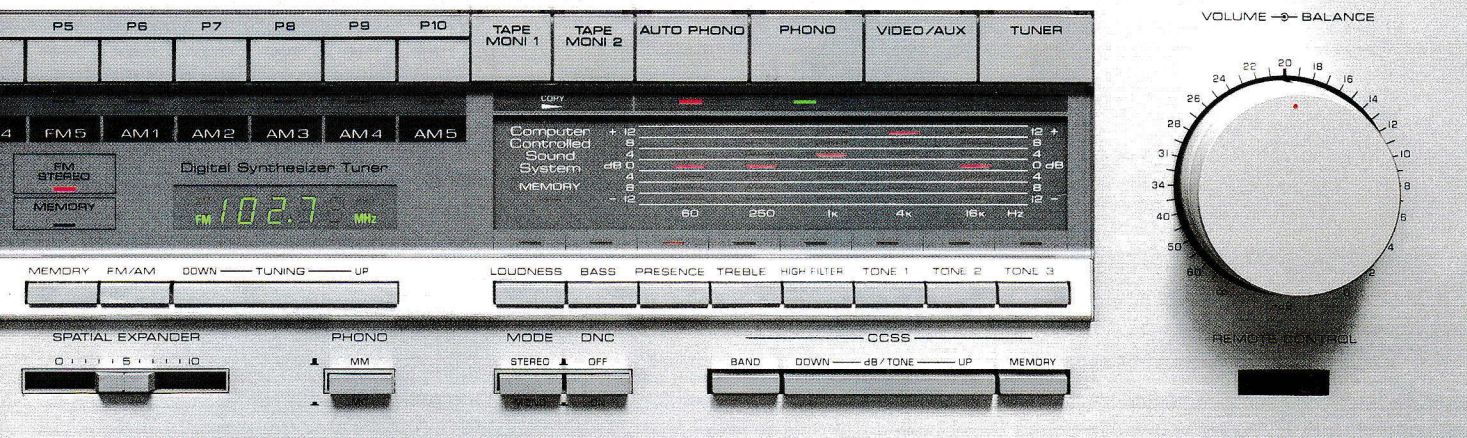 P5 P6 P7 P8 P9 P10 TAPE MONI 1 TAPE MONI 2 AUTO PHONO PHONO VIDEO/AUX TUNER
VOLUME BALANCE
COPY
4 FM5 AM1 AM2 AM3 AM4 AM5
FM STEREO
MEMORY
Digital Synthesizer Tuner
FM 102.7 MHz
Computer + 12 12 +
Controlled 8 8
Sound 4 4
System dB 0 0 dB
4 4
MEMORY 8 8
- 12 12 -
60 250 1k 4k 16k Hz
20
22 18
24 16
26 14
28 12
31 10
34 8
40 6
50 4
60 2
MEMORY FM/AM DOWN TUNING UP
LOUDNESS BASS PRESENCE TREBLE HIGH FILTER TONE 1 TONE 2 TONE 3
SPATIAL EXPANDER PHONO MODE DNC CCSS
REMOTE CONTROL
0 5 10 MM STEREO OFF BAND DOWN dB/TONE UP MEMORY
MC MONO ON